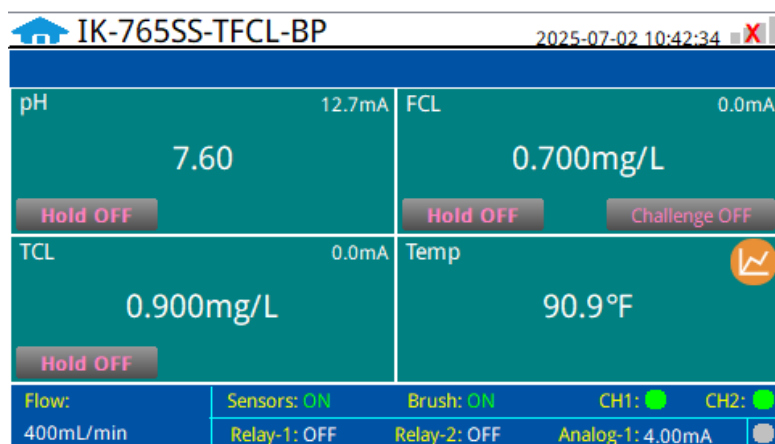 IK-765SS-TFCL-BP
2025-07-02 10:42:34
X
pH 12.7mA
7.60
Hold OFF
FCL 0.0mA
0.700mg/L
Hold OFF Challenge OFF
TCL 0.0mA
0.900mg/L
Hold OFF
Temp
90.9°F
Flow: Sensors: ON Brush: ON CH1: CH2:
400mL/min Relay-1: OFF Relay-2: OFF Analog-1: 4.00mA